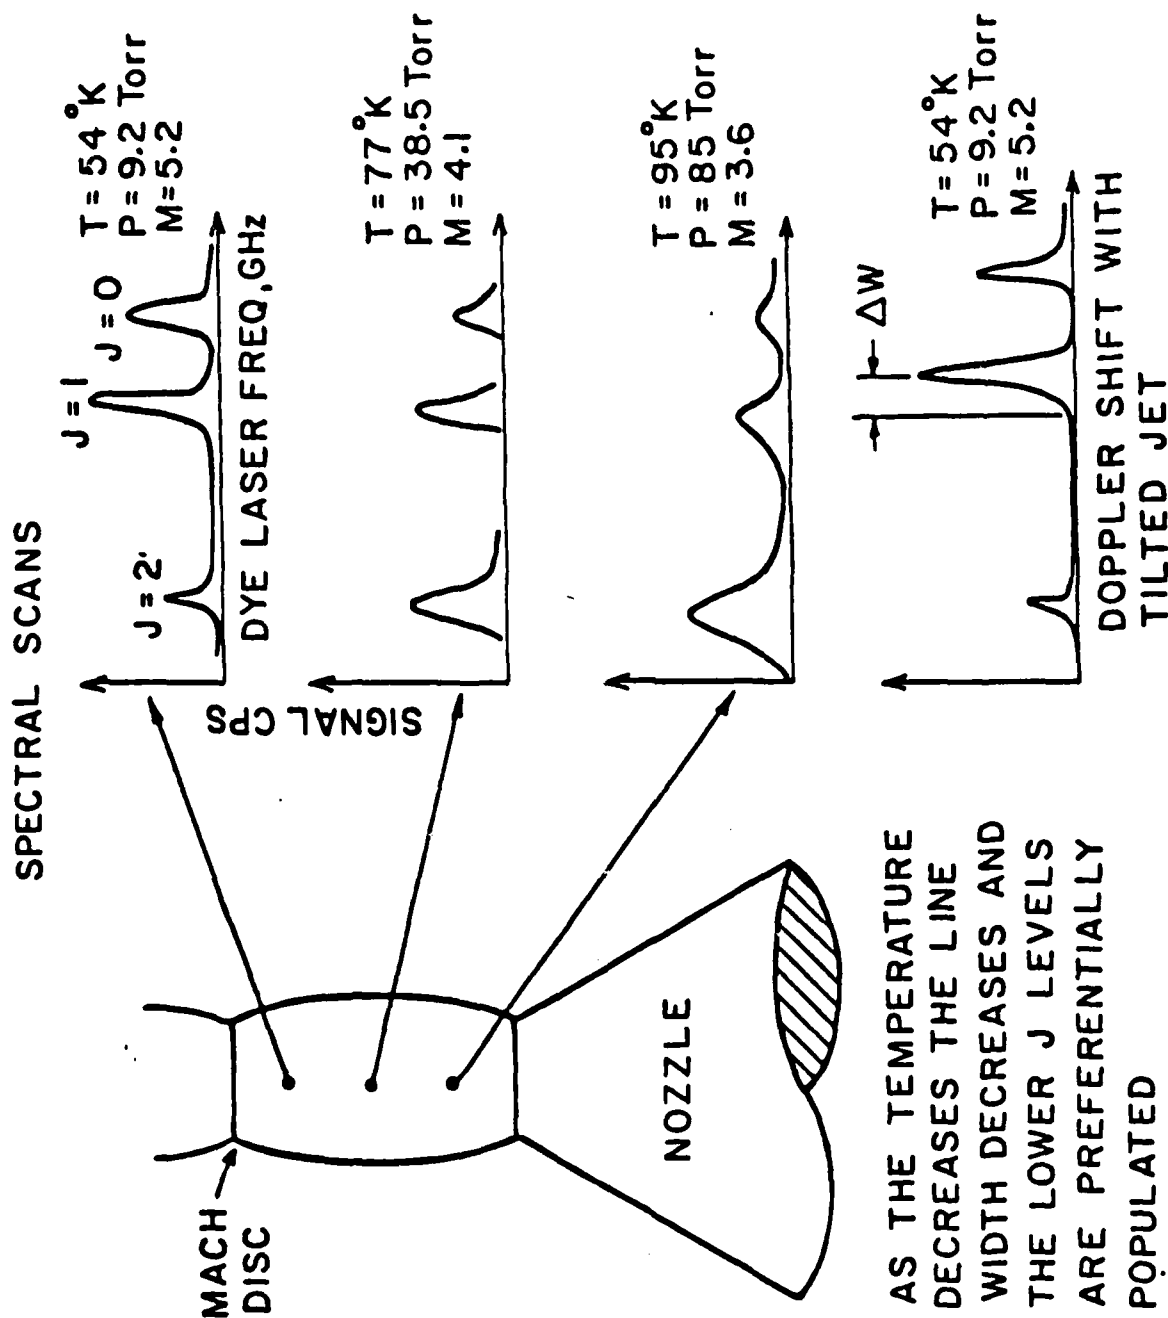 SPECTRAL SCANS
MACH
DISC
NOZZLE
AS THE TEMPERATURE
DECREASES THE LINE
WIDTH DECREASES AND
THE LOWER J LEVELS
ARE PREFERENTIALLY
POPULATED
SIGNAL CPS
J = 2'
J = 1
J = 0
T = 54°K
P = 9.2 Torr
M = 5.2
DYE LASER FREQ, GHz
T = 77°K
P = 38.5 Torr
M = 4.1
T = 95°K
P = 85 Torr
M = 3.6
ΔW
T = 54°K
P = 9.2 Torr
M = 5.2
DOPPLER SHIFT WITH
TILTED JET